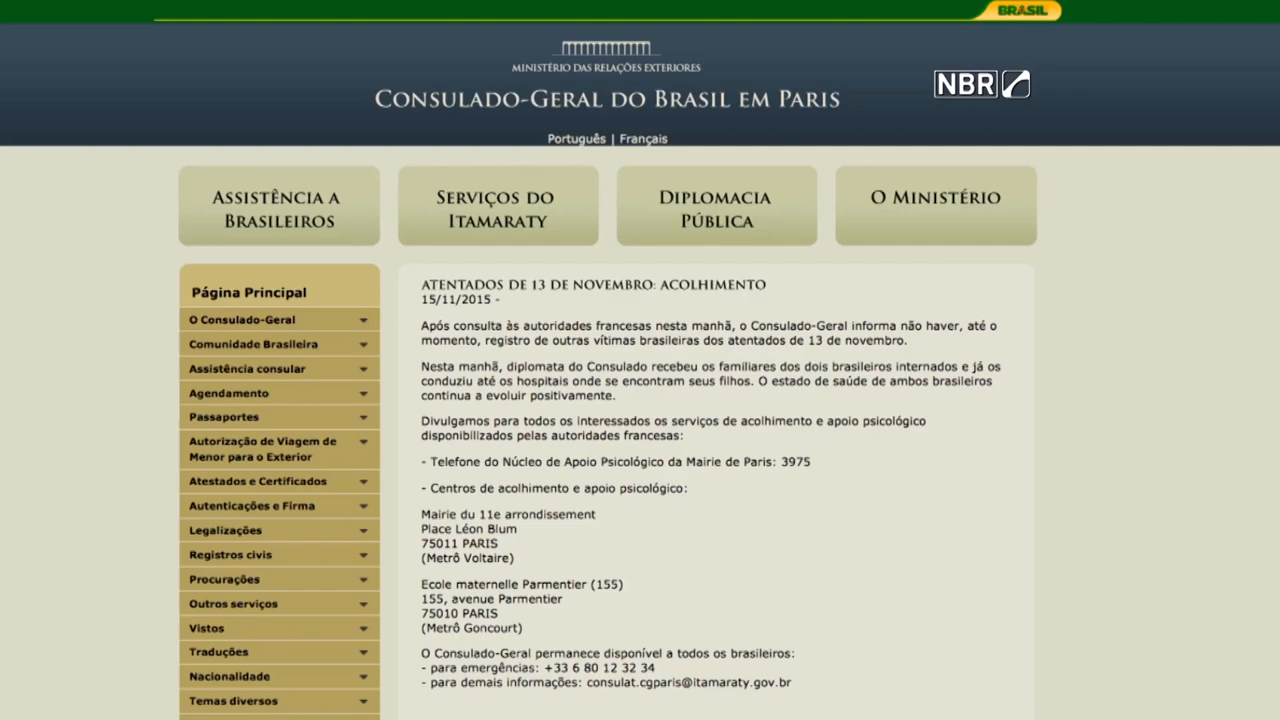 BRASIL
MINISTÉRIO DAS RELAÇÕES EXTERIORES
CONSULADO-GERAL DO BRASIL EM PARIS
NBR
Português | Français
ASSISTÊNCIA A
BRASILEIROS
SERVIÇOS DO
ITAMARATY
DIPLOMACIA
PÚBLICA
O MINISTÉRIO
Página Principal
O Consulado-Geral
Comunidade Brasileira
Assistência consular
Agendamento
Passaportes
Autorização de Viagem de
Menor para o Exterior
Atestados e Certificados
Autenticações e Firma
Legalizações
Registros civis
Procurações
Outros serviços
Vistos
Traduções
Nacionalidade
Temas diversos
ATENTADOS DE 13 DE NOVEMBRO: ACOLHIMENTO
15/11/2015 -
Após consulta às autoridades francesas nesta manhã, o Consulado-Geral informa não haver, até o
momento, registro de outras vítimas brasileiras dos atentados de 13 de novembro.
Nesta manhã, diplomata do Consulado recebeu os familiares dos dois brasileiros internados e já os
conduziu até os hospitais onde se encontram seus filhos. O estado de saúde de ambos brasileiros
continua a evoluir positivamente.
Divulgamos para todos os interessados os serviços de acolhimento e apoio psicológico
disponibilizados pelas autoridades francesas:
- Telefone do Núcleo de Apoio Psicológico da Mairie de Paris: 3975
- Centros de acolhimento e apoio psicológico:
Mairie du 11e arrondissement
Place Léon Blum
75011 PARIS
(Metrô Voltaire)
Ecole maternelle Parmentier (155)
155, avenue Parmentier
75010 PARIS
(Metrô Goncourt)
O Consulado-Geral permanece disponível a todos os brasileiros:
- para emergências: +33 6 80 12 32 34
- para demais informações: consulat.cgparis@itamaraty.gov.br